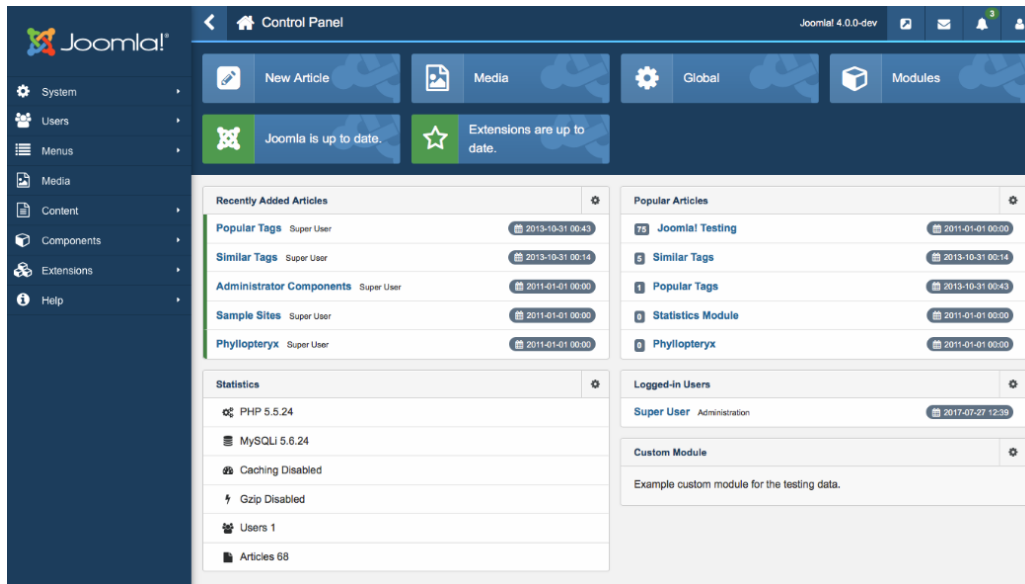 Joomla!®
System
Users
Menus
Media
Content
Components
Extensions
Help
Control Panel
Joomla! 4.0.0-dev
3
New Article
Media
Global
Modules
Joomla is up to date.
Extensions are up to
date.
Recently Added Articles
Popular Tags Super User 2013-10-31 00:43
Similar Tags Super User 2013-10-31 00:14
Administrator Components Super User 2011-01-01 00:00
Sample Sites Super User 2011-01-01 00:00
Phyllopteryx Super User 2011-01-01 00:00
Statistics
PHP 5.5.24
MySQLi 5.6.24
Caching Disabled
Gzip Disabled
Users 1
Articles 68
Popular Articles
75 Joomla! Testing 2011-01-01 00:00
5 Similar Tags 2013-10-31 00:14
1 Popular Tags 2013-10-31 00:43
0 Statistics Module 2011-01-01 00:00
0 Phyllopteryx 2011-01-01 00:00
Logged-in Users
Super User Administration 2017-07-27 12:39
Custom Module
Example custom module for the testing data.